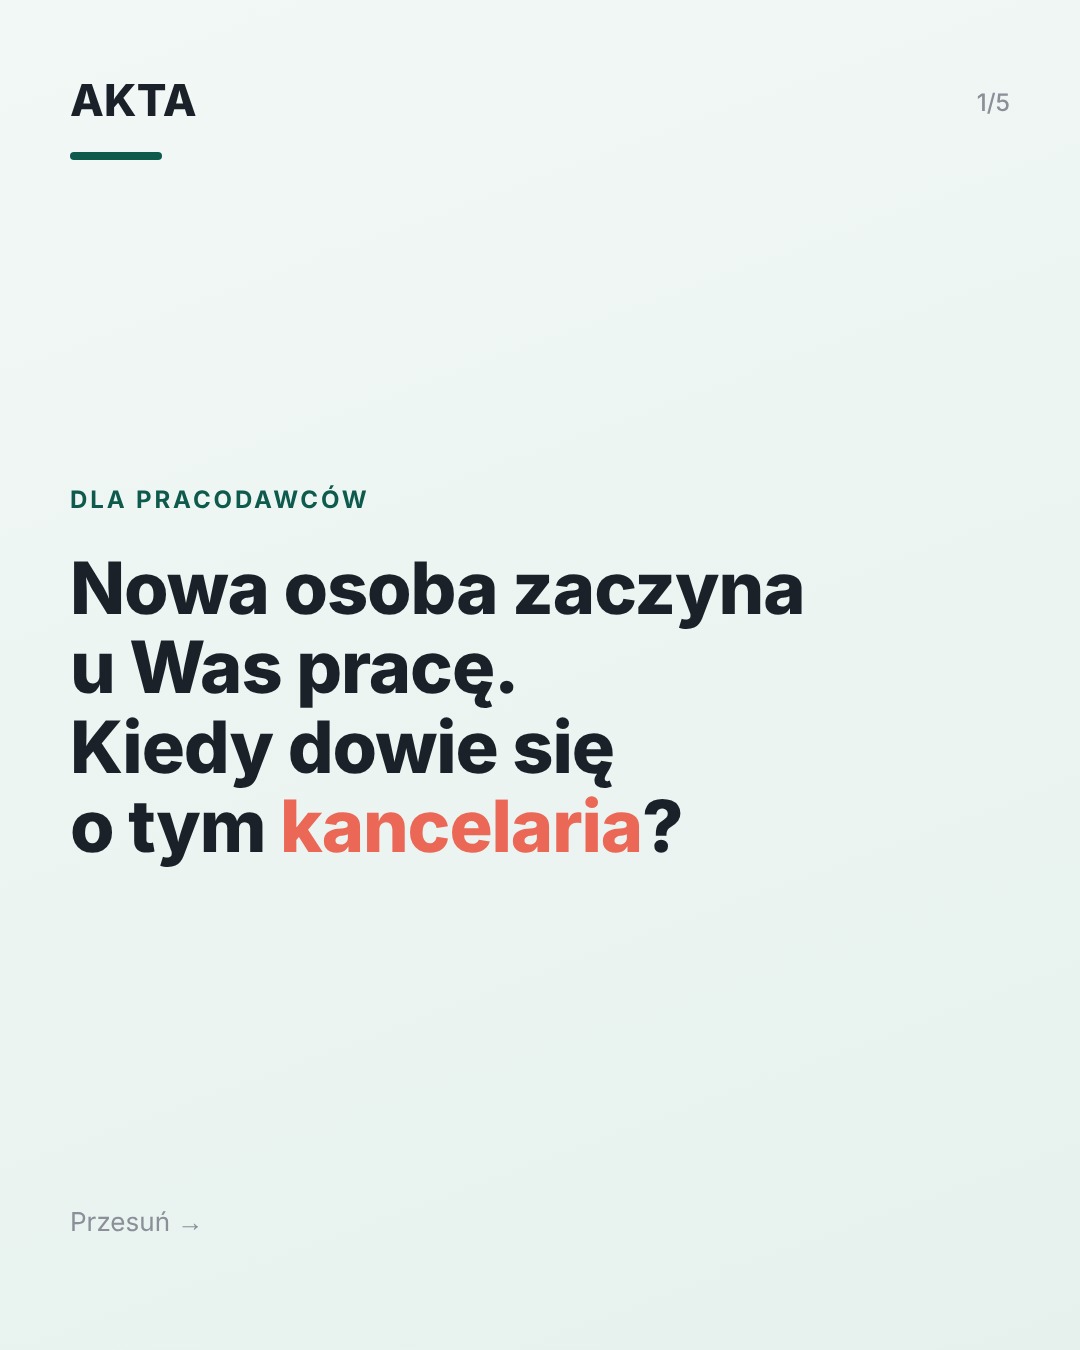 AKTA
1/5
DLA PRACODAWCÓW
Nowa osoba zaczyna
u Was pracę.
Kiedy dowie się
o tym kancelaria?
Przesuń →